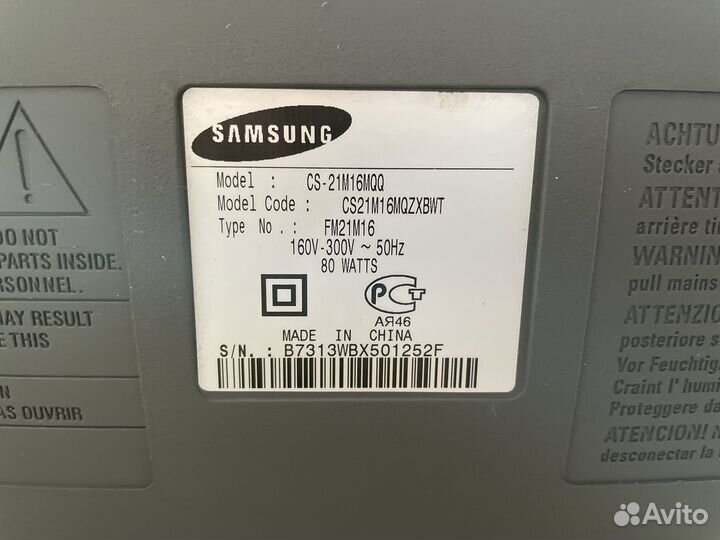 SAMSUNG
Model : CS-21M16MQQ
Model Code : CS21M16MQZXBWT
Type No . : FM21M16
160V-300V ~ 50Hz
80 WATTS
РСТ
АЯ46
MADE IN CHINA
S/N. : B7313WBX501252F
DO NOT
PARTS INSIDE.
RSONNEL.
MAY RESULT
E
N
AS OUVRIR
ACHTU
Stecker
ATTENT
arrière ti
WARNIN
pull mains
ATTENZIO
posteriore s
Vor Feuchtig
Craint l' humi
Proteggere da
ATENCION!
desconectar la
Avito